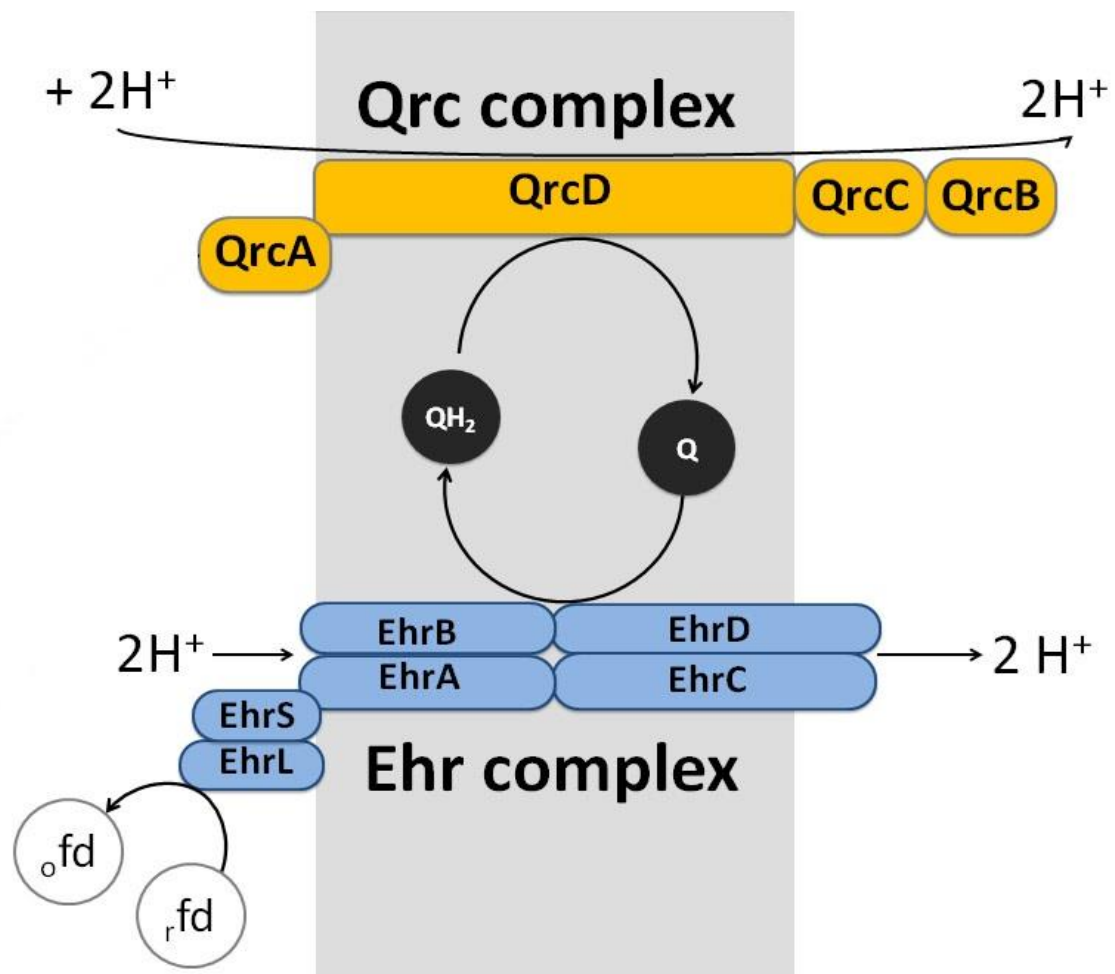 + 2H⁺
Qrc complex
2H⁺
QrcD
QrcC
QrcB
QrcA
QH₂
Q
2H⁺
EhrB
EhrD
2 H⁺
EhrA
EhrC
EhrS
EhrL
Ehr complex
ₒfd
ᵣfd